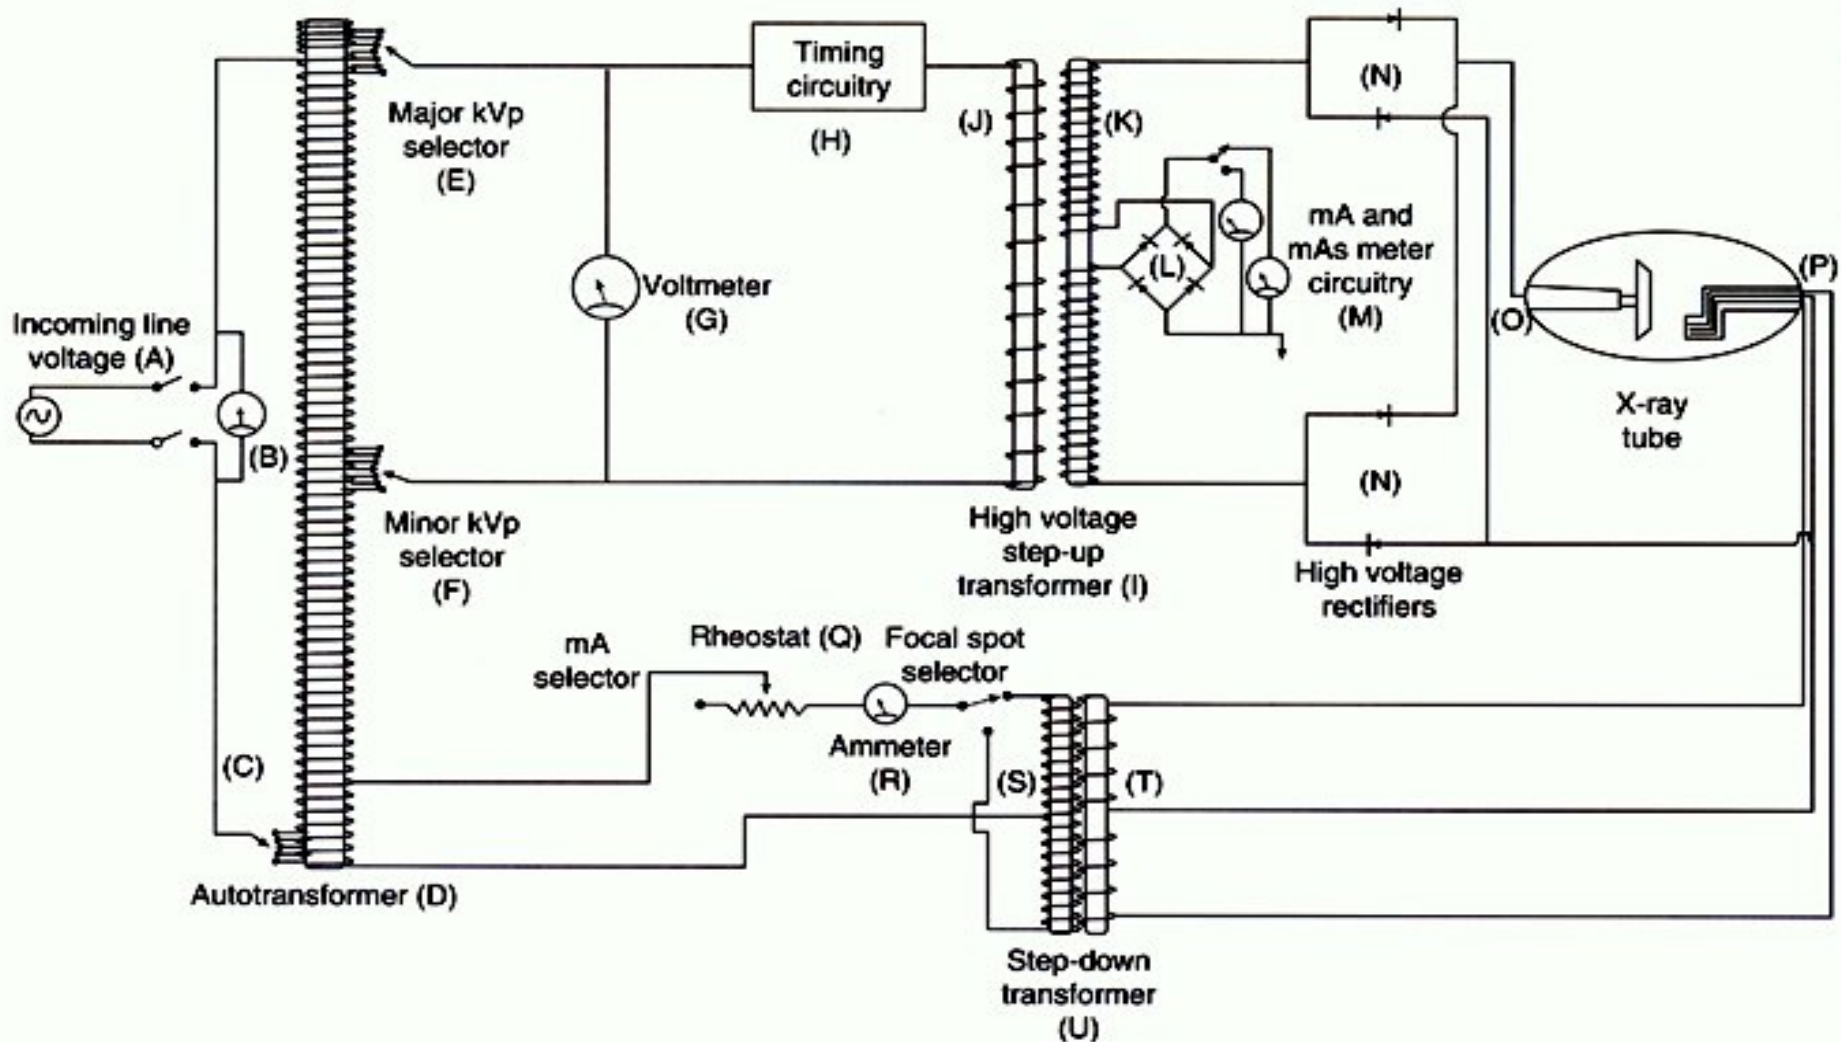 Timing
circuitry
(H)
Major kVp
selector
(E)
(J)
(K)
(N)
Voltmeter
(G)
(L)
mA and
mAs meter
circuitry
(M)
(O)
(P)
X-ray
tube
Incoming line
voltage (A)
(B)
Minor kVp
selector
(F)
High voltage
step-up
transformer (I)
(N)
High voltage
rectifiers
mA
selector
Rheostat (Q)
Focal spot
selector
Ammeter
(R)
(C)
(S)
(T)
Autotransformer (D)
Step-down
transformer
(U)